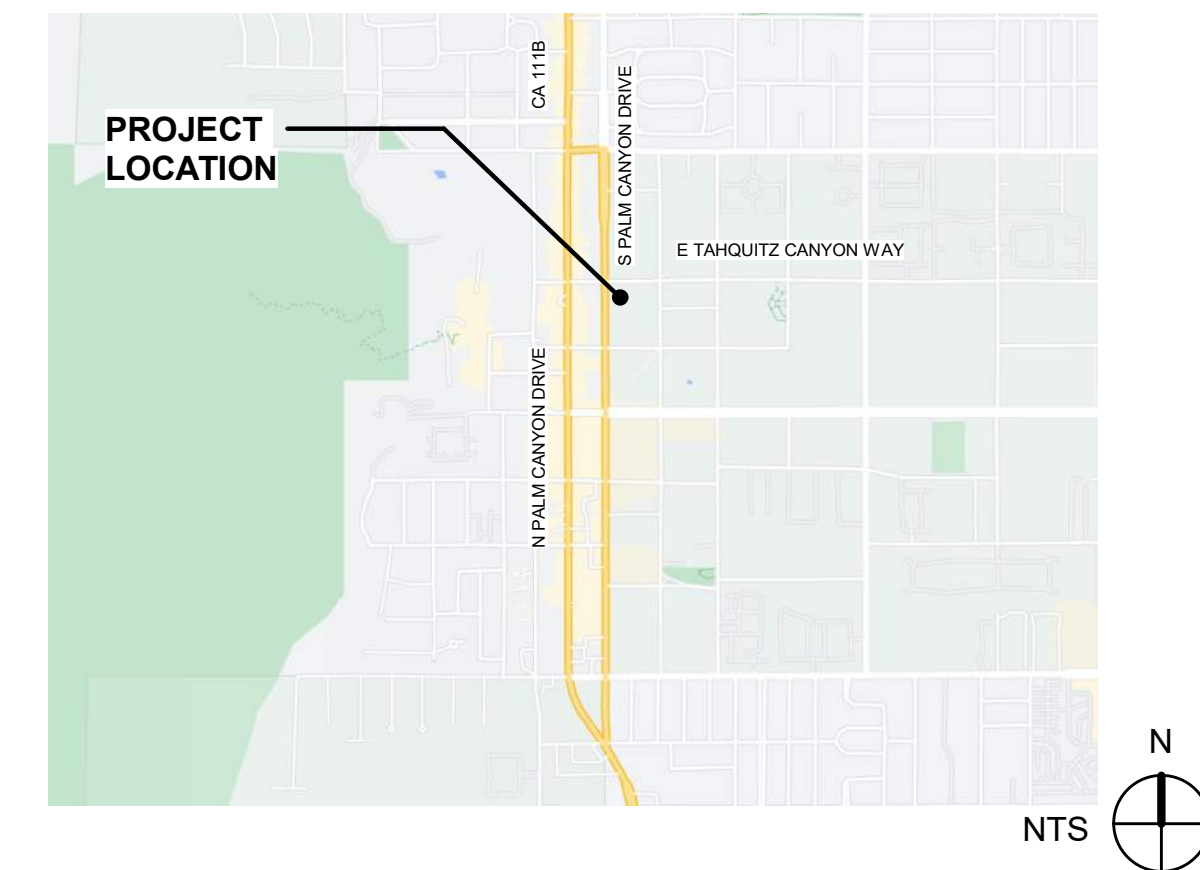 CA 111B
S PALM CANYON DRIVE
PROJECT
LOCATION
E TAHQUITZ CANYON WAY
N PALM CANYON DRIVE
N
NTS